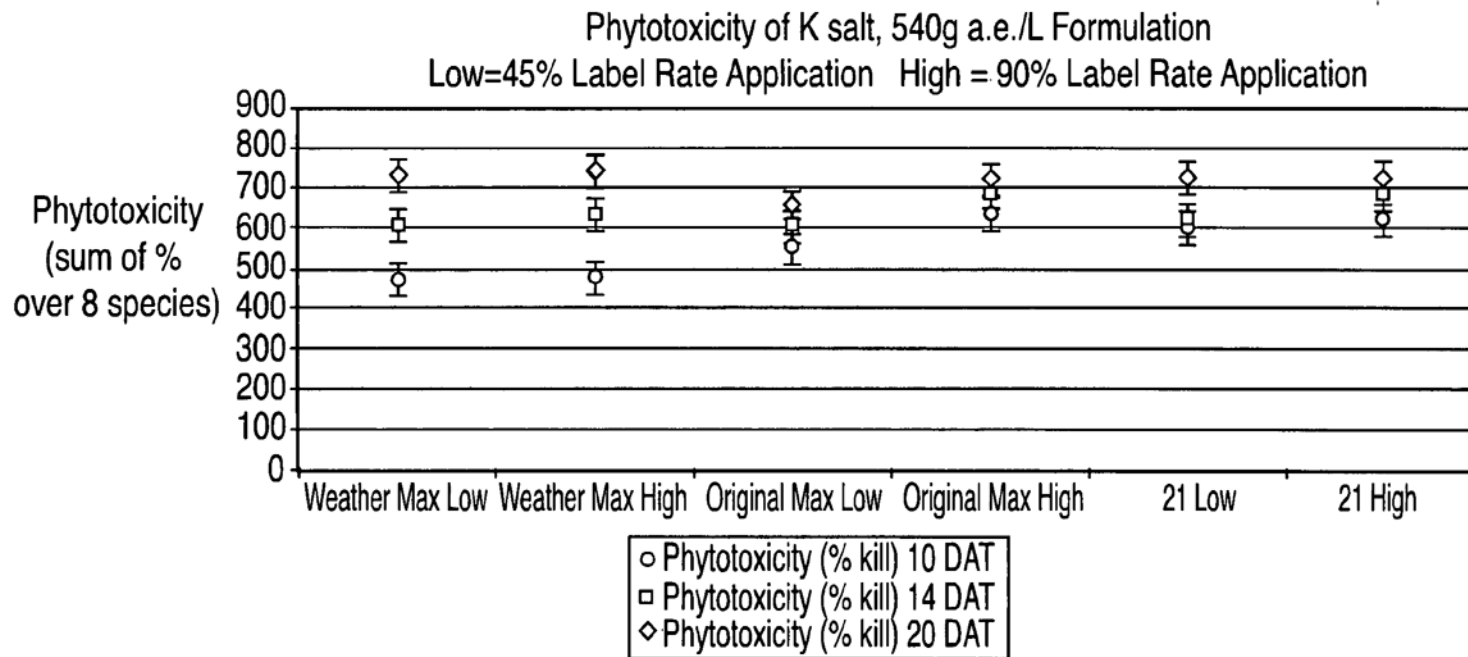 Phytotoxicity of K salt, 540g a.e./L Formulation
Low=45% Label Rate Application High = 90% Label Rate Application
900
800
700
600
500
400
300
200
100
0
Phytotoxicity
(sum of %
over 8 species)
Weather Max Low Weather Max High Original Max Low Original Max High 21 Low 21 High
Phytotoxicity (% kill) 10 DAT
Phytotoxicity (% kill) 14 DAT
Phytotoxicity (% kill) 20 DAT